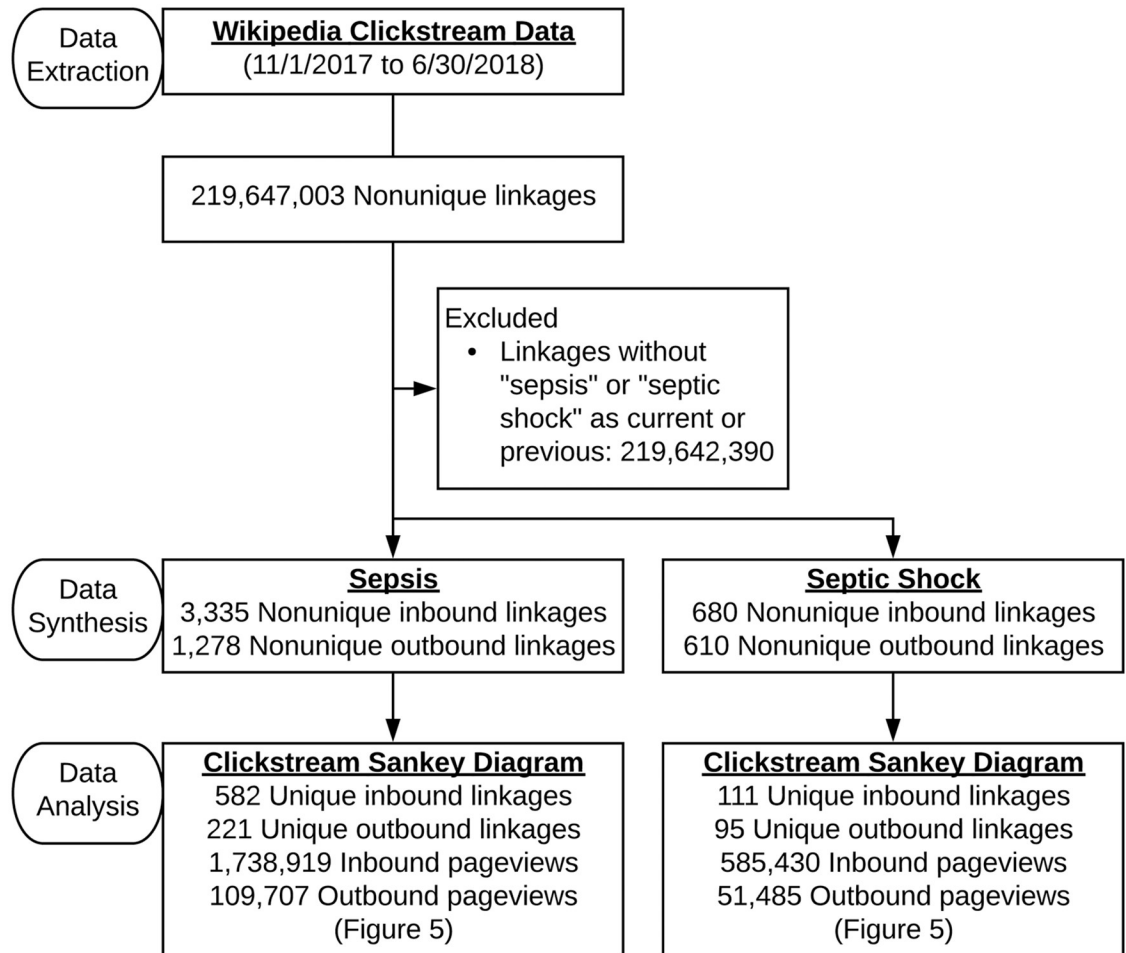 Data
Extraction
Wikipedia Clickstream Data
(11/1/2017 to 6/30/2018)
219,647,003 Nonunique linkages
Excluded
• Linkages without
"sepsis" or "septic
shock" as current or
previous: 219,642,390
Data
Synthesis
Sepsis
3,335 Nonunique inbound linkages
1,278 Nonunique outbound linkages
Septic Shock
680 Nonunique inbound linkages
610 Nonunique outbound linkages
Data
Analysis
Clickstream Sankey Diagram
582 Unique inbound linkages
221 Unique outbound linkages
1,738,919 Inbound pageviews
109,707 Outbound pageviews
(Figure 5)
Clickstream Sankey Diagram
111 Unique inbound linkages
95 Unique outbound linkages
585,430 Inbound pageviews
51,485 Outbound pageviews
(Figure 5)